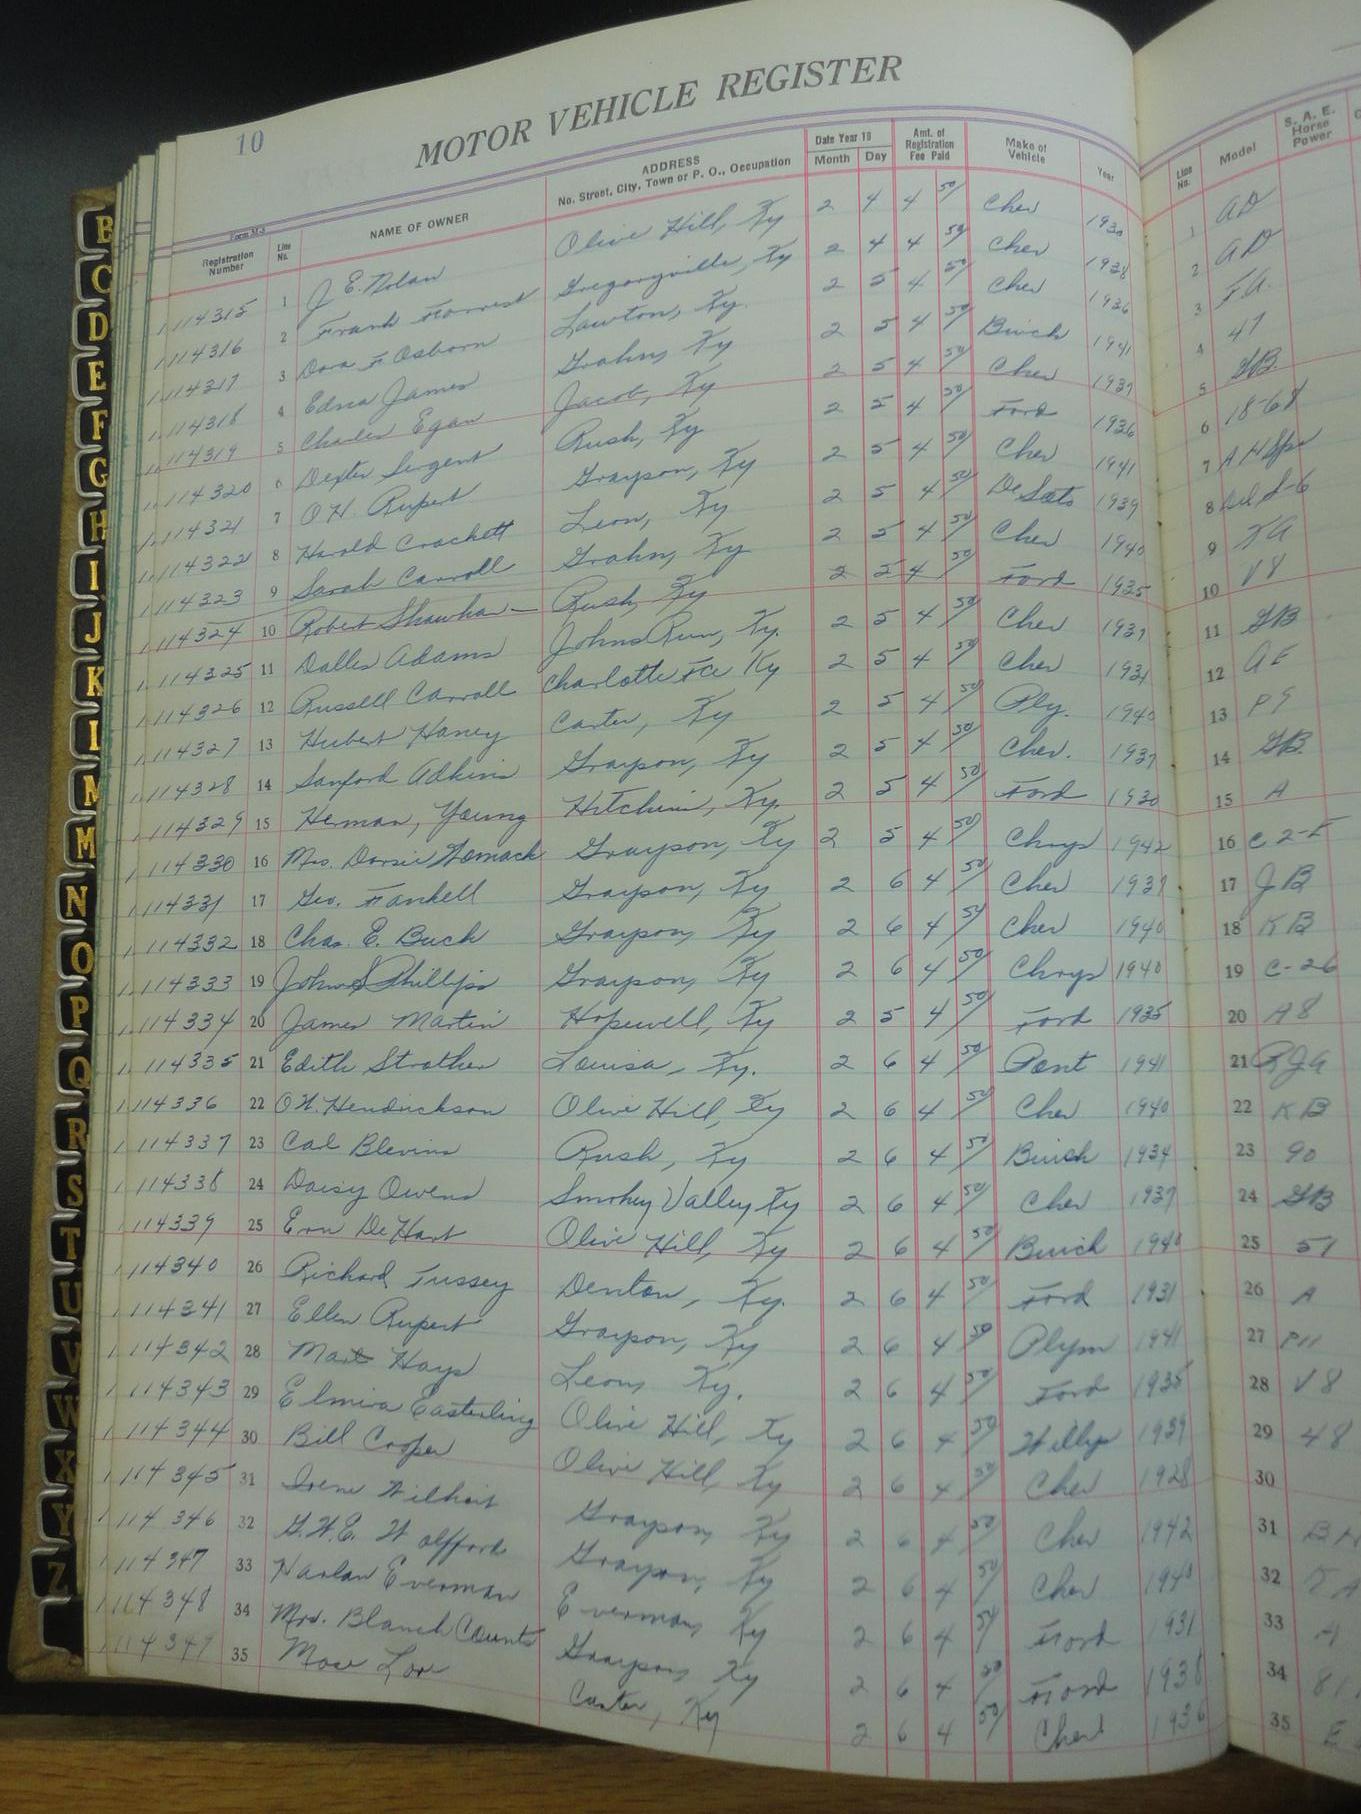 10
MOTOR VEHICLE REGISTER
Form M-3
Registration Number Line No. NAME OF OWNER ADDRESS No. Street, City, Town or P. O., Occupation Date Year 19 Month Day Amt. of Registration Fee Paid Make of Vehicle Year Line No. Model S. A. E. Horse Power
114315 1 J. E. Nolan Olive Hill, Ky 2 4 4 50 Chev 1930 1 AD
114316 2 Frank Forrest Gregoryville, Ky 2 4 4 50 Chev 2 AD
114317 3 Dora F Osborn Lawton, Ky. 2 5 4 50 Chev 1936 3 FA.
114318 4 Edna James Grahn, Ky 2 5 4 50 Buick 1941 4 47
114319 5 Charles Egan Jacob, Ky 2 5 4 50 Chev 1937 5 GB.
114320 6 Dexter Sergent Rush, Ky 2 5 4 50 Ford 1936 6 18-68
114321 7 O.H. Rupert Grayson, Ky 2 5 4 50 Chev 1941 7
114322 8 Harold Crockett Leon, Ky 2 5 4 50 De Soto 1939 8
114323 9 Sarah Carroll Grahn, Ky 2 5 4 50 Chev 1940 9 KA
114324 10 Robert Rush, Ky 2 5 4 50 Ford 1935 10 V8
114325 11 Dallis Adams Johns Run, Ky. 2 5 4 50 Chev 1937 11 GB
114326 12 Russell Carroll Charlotte Fce Ky 2 5 4 50 Chev 1931 12 AE
114327 13 Hubert Haney Carter, Ky 2 5 4 50 Ply. 1940 13 P9
114328 14 Sanford Adkins Grayson, Ky 2 5 4 50 Chev. 1937 14 GB
114329 15 Herman, Young Hitchins, Ky. 2 5 4 50 Ford 1930 15 A
114330 16 Mrs. Dorsie Womack Grayson, Ky 2 5 4 50 Chrys 1942 16
114331 17 Geo. Fankell Grayson, Ky 2 6 4 50 Chev 1939 17 JB
114332 18 Chas. E. Buck Grayson, Ky 2 6 4 50 Chev 1940 18 KB
114333 19 John S Phillips Grayson, Ky 2 6 4 50 Chrys 1940 19 C-26
114334 20 James Martin Hopewell, Ky 2 5 4 50 Ford 1935 20 A8
114335 21 Edith Strother Louisa, Ky. 2 6 4 50 Pont 1941 21
114336 22 O.W. Hendrickson Olive Hill, Ky 2 6 4 50 Chev 1940 22 KB
114337 23 Cal Blevins Rush, Ky 2 6 4 50 Buick 1934 23 90
114338 24 Daisy Owens Smokey Valley, Ky 2 6 4 50 Chev 1937 24 GB
114339 25 Ern De Hart Olive Hill, Ky 2 6 4 50 Buick 1940 25 51
114340 26 Richard Tussey Denton, Ky. 2 6 4 50 Ford 1931 26 A
114341 27 Ellen Rupert Grayson, Ky 2 6 4 50 Plym 1941 27 P11
114342 28 Mart Hays Leon, Ky. 2 6 4 50 Ford 1935 28 V8
114343 29 Elmira Easterling Olive Hill, Ky 2 6 4 50 Willys 1939 29 48
114344 30 Bill Cooper Olive Hill, Ky 2 6 4 50 Chev 1928 30
114345 31 Irene Wilhoit Grayson, Ky 2 6 4 50 Chev 1942 31
114346 32 G.W.E. Wolfford Grayson, Ky 2 6 4 50 Chev 1940 32 KA
114347 33 Harlan Everman Everman, Ky 2 6 4 50 Ford 1931 33 A
114348 34 Mrs. Blanch Counts Grayson, Ky 2 6 4 50 Ford 1938 34
114349 35 Carter, Ky 2 6 4 50 Chev 1936 35
B
C
D
E
F
G
H
I
J
K
M
N
O
P
Q
R
S
T
U
V
W
X
Y
Z